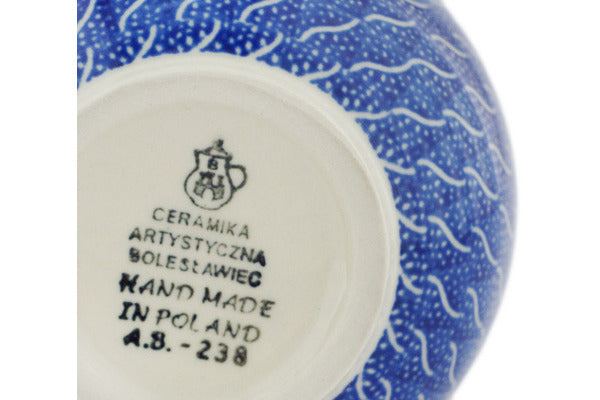 B
CERAMIKA
ARTYSTYCZNA
BOLESŁAWIEC
HAND MADE
IN POLAND
A.B.-238